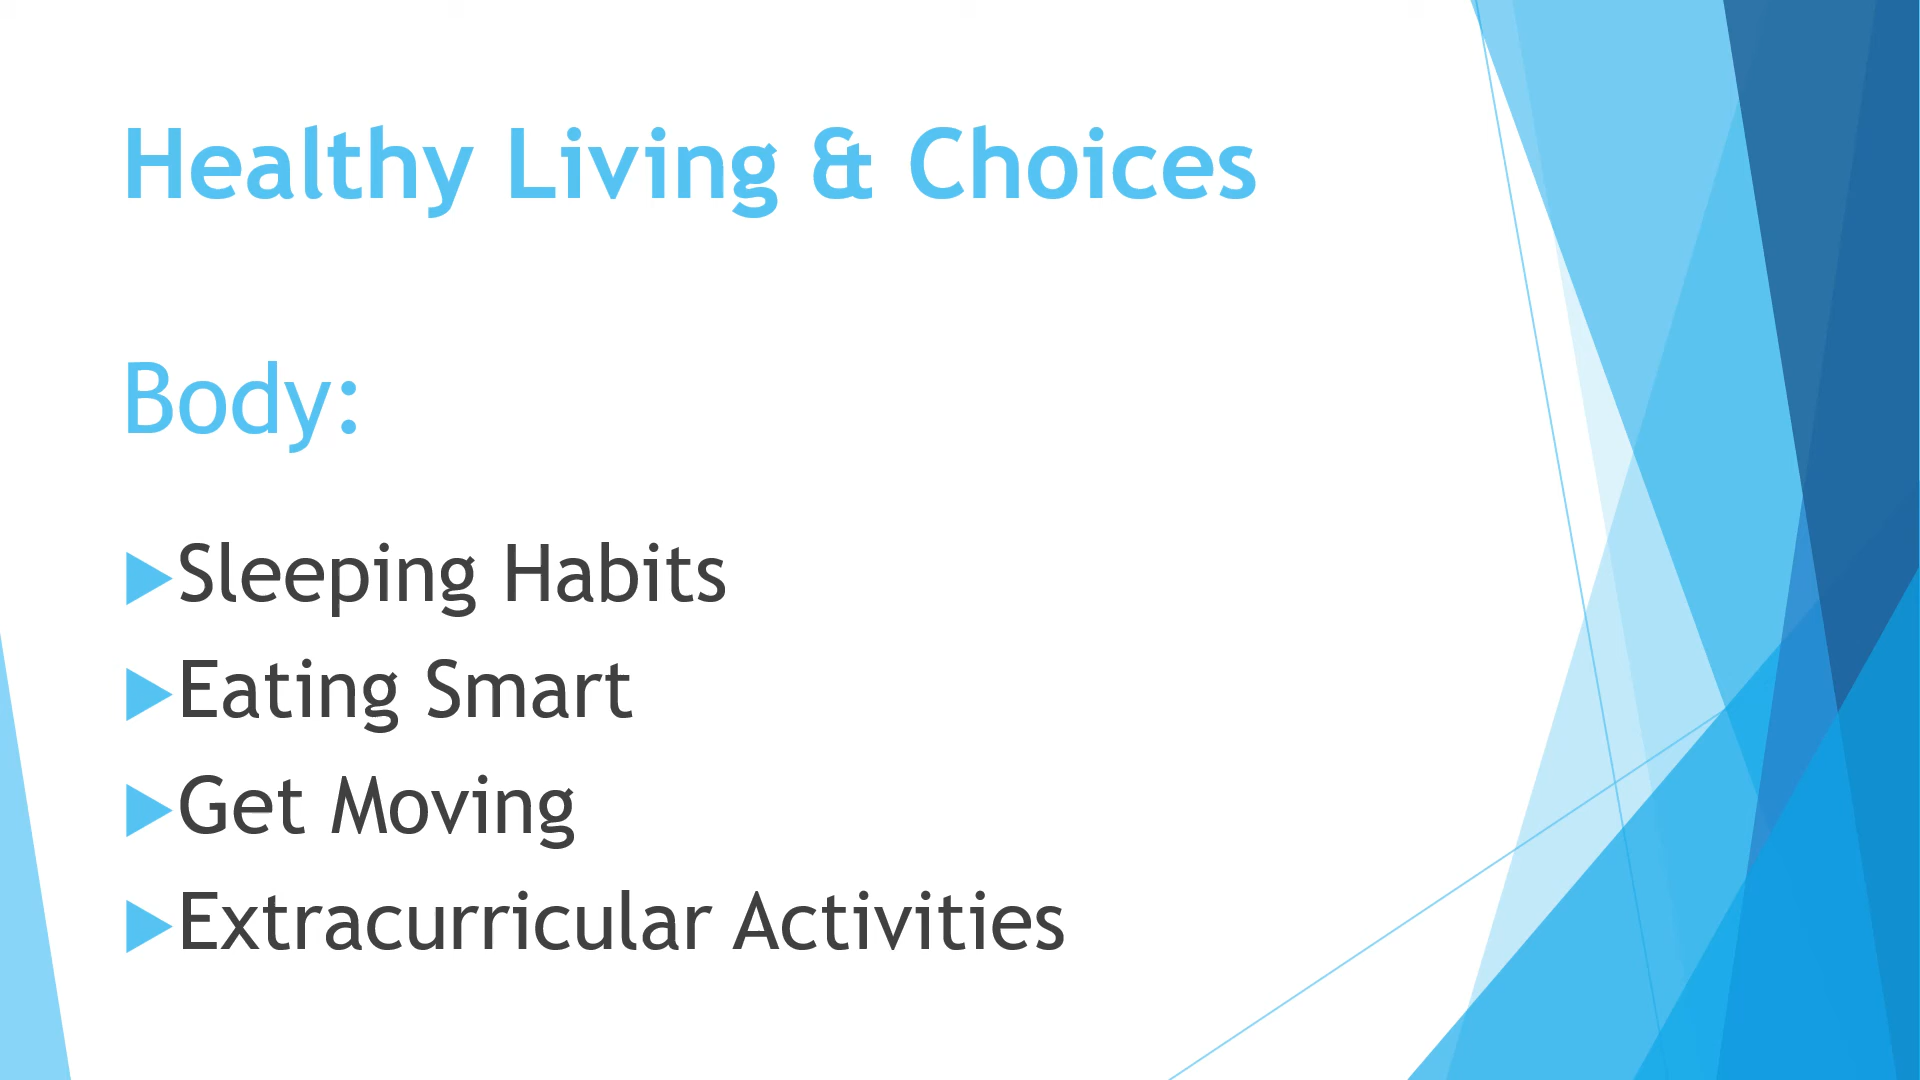 Healthy Living & Choices
Body:
Sleeping Habits
Eating Smart
Get Moving
Extracurricular Activities